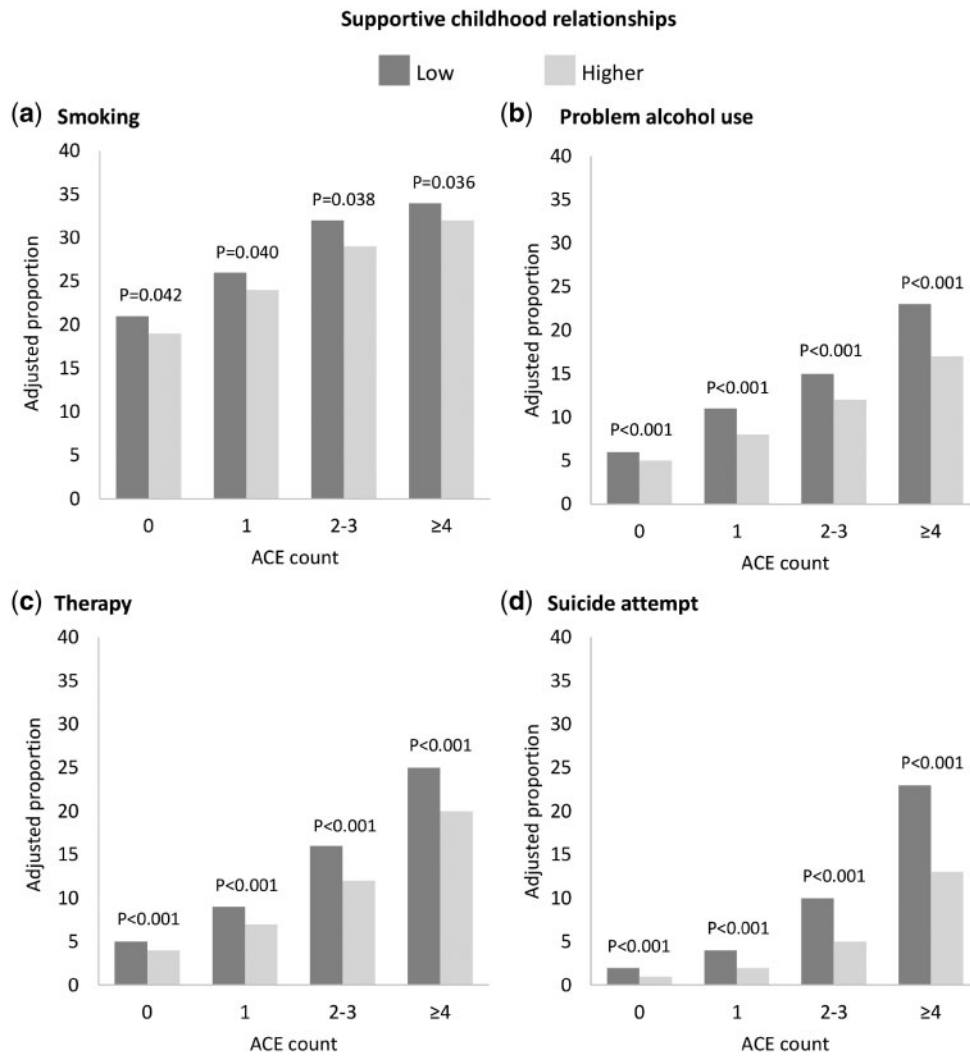 Supportive childhood relationships
Low Higher
(a) Smoking
Adjusted proportion
40
35
30
25
20
15
10
5
0
P=0.042
P=0.040
P=0.038
P=0.036
0 1 2-3 ≥4
ACE count
(b) Problem alcohol use
Adjusted proportion
40
35
30
25
20
15
10
5
0
P<0.001
P<0.001
P<0.001
P<0.001
0 1 2-3 ≥4
ACE count
(c) Therapy
Adjusted proportion
40
35
30
25
20
15
10
5
0
P<0.001
P<0.001
P<0.001
P<0.001
0 1 2-3 ≥4
ACE count
(d) Suicide attempt
Adjusted proportion
40
35
30
25
20
15
10
5
0
P<0.001
P<0.001
P<0.001
P<0.001
0 1 2-3 ≥4
ACE count